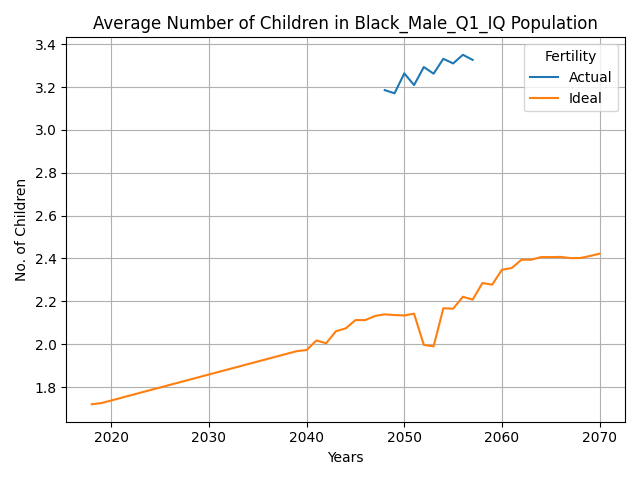 Average Number of Children in Black_Male_Q1_IQ Population
No. of Children
3.4
3.2
3.0
2.8
2.6
2.4
2.2
2.0
1.8
Fertility
Actual
Ideal
2020 2030 2040 2050 2060 2070
Years